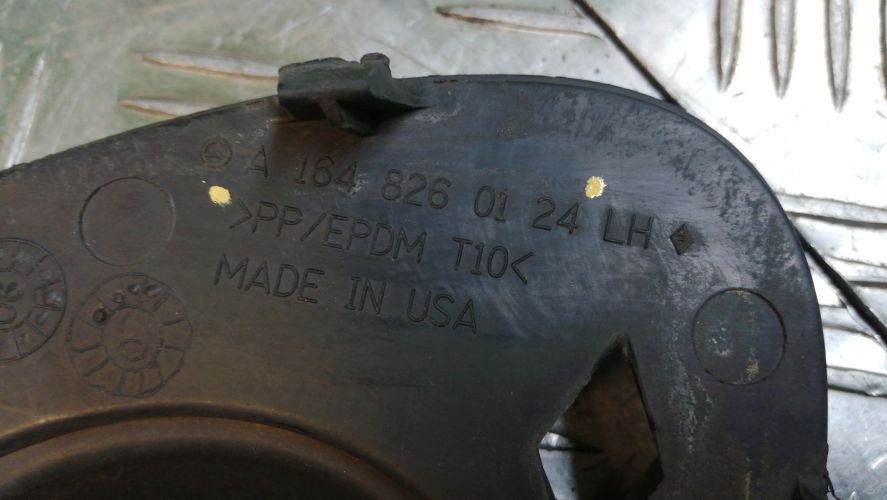 A 164 826 01 24 LH
>PP/EPDM T10<
MADE IN USA